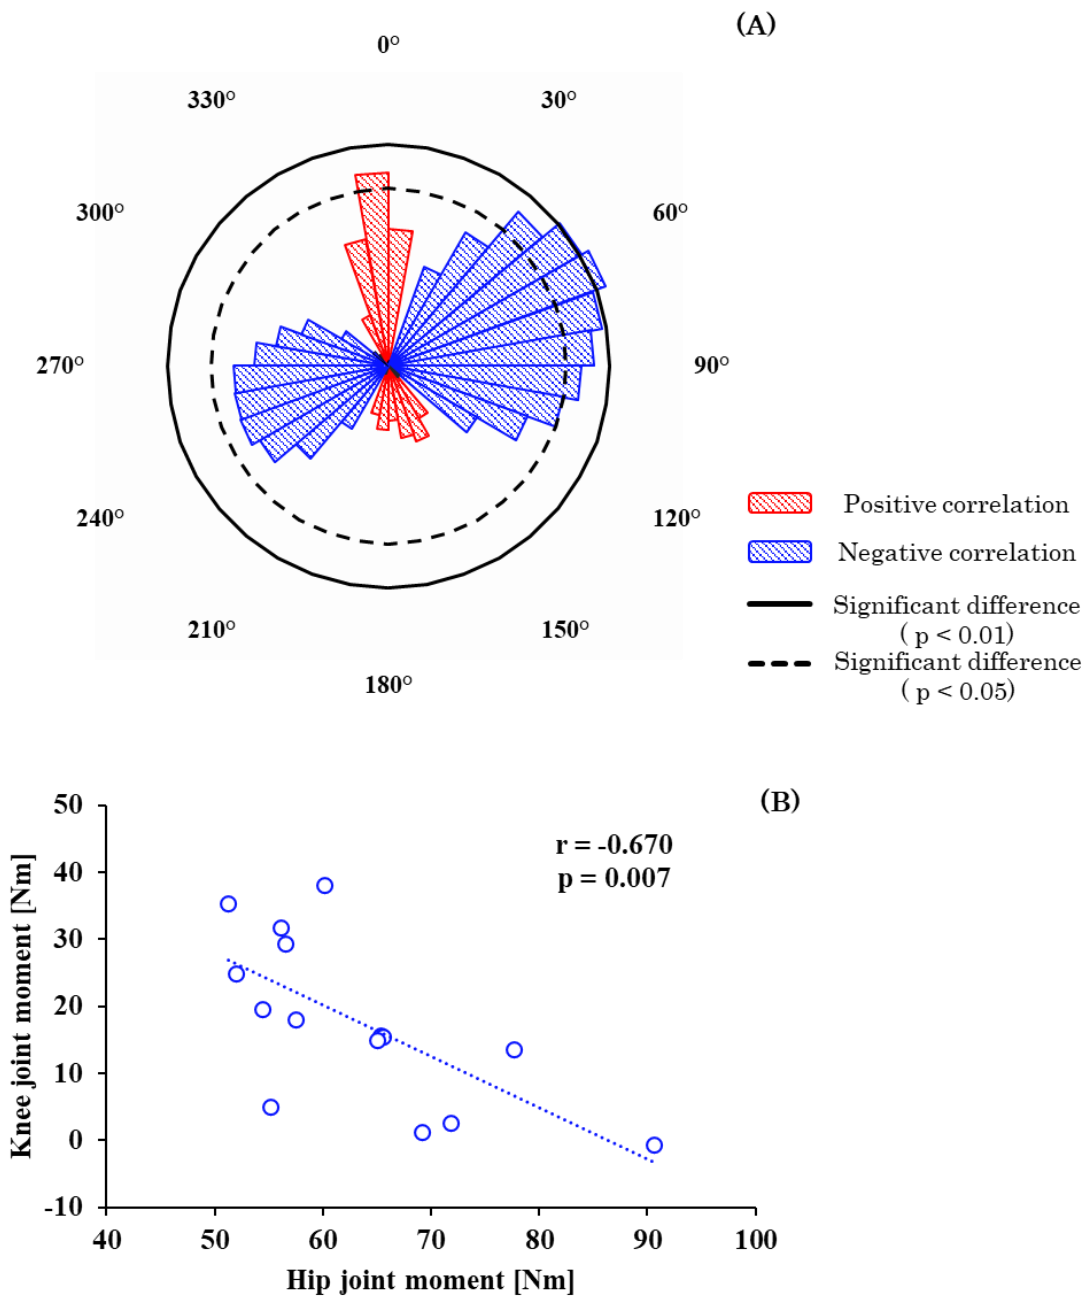 (A)
0°
330°
30°
300°
60°
270°
90°
240°
120°
210°
150°
180°
Positive correlation
Negative correlation
Significant difference
( p < 0.01)
Significant difference
( p < 0.05)
(B)
r = -0.670
p = 0.007
Knee joint moment [Nm]
50
40
30
20
10
0
-10
40
50
60
70
80
90
100
Hip joint moment [Nm]